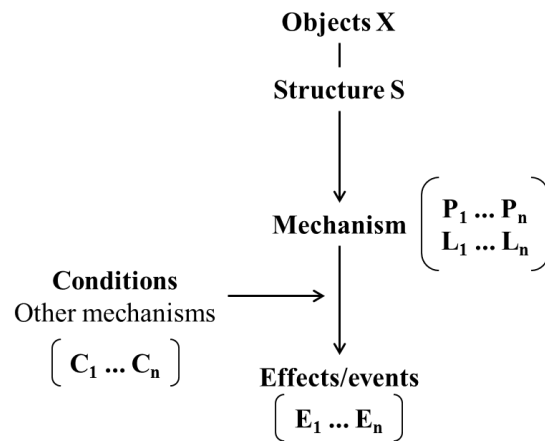 Objects X
Structure S
Mechanism
P₁ ... Pₙ
L₁ ... Lₙ
Conditions
Other mechanisms
C₁ ... Cₙ
Effects/events
E₁ ... Eₙ